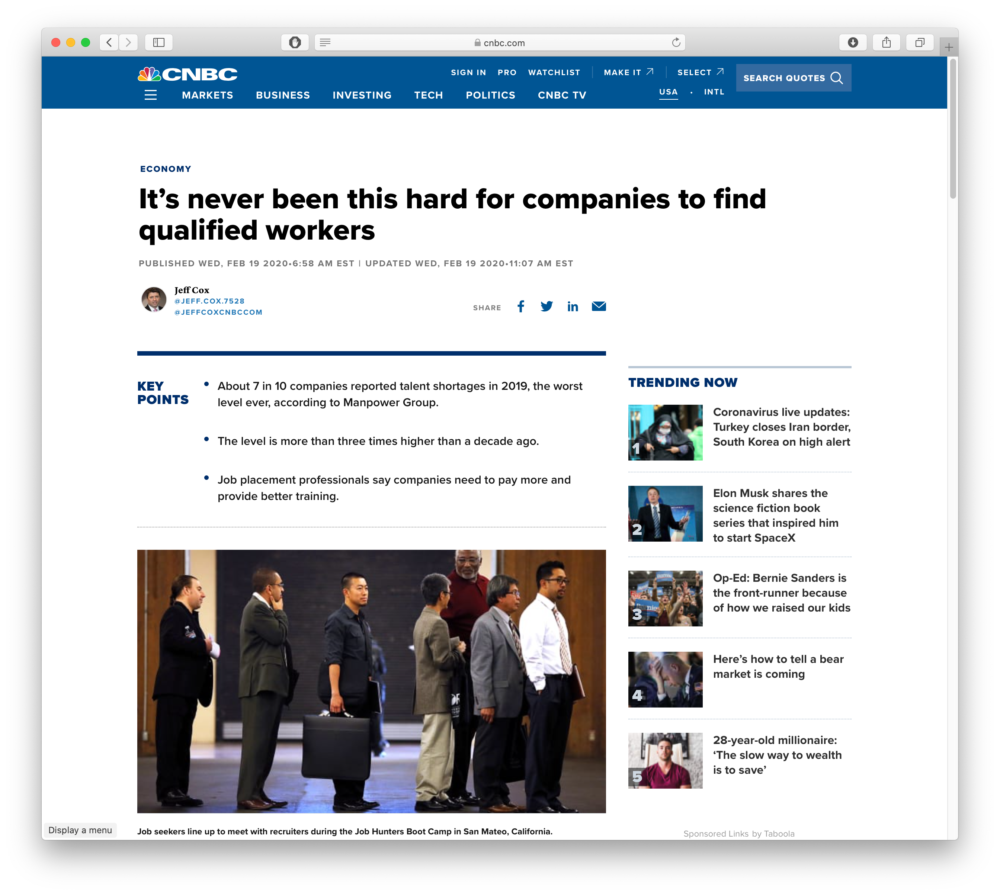 cnbc.com
CNBC
SIGN IN PRO WATCHLIST MAKE IT SELECT
SEARCH QUOTES
USA • INTL
MARKETS BUSINESS INVESTING TECH POLITICS CNBC TV
ECONOMY
It’s never been this hard for companies to find
qualified workers
PUBLISHED WED, FEB 19 2020•6:58 AM EST | UPDATED WED, FEB 19 2020•11:07 AM EST
Jeff Cox
@JEFF.COX.7528
@JEFFCOXCNBCCOM
SHARE
KEY
POINTS
• About 7 in 10 companies reported talent shortages in 2019, the worst
level ever, according to Manpower Group.
• The level is more than three times higher than a decade ago.
• Job placement professionals say companies need to pay more and
provide better training.
Job seekers line up to meet with recruiters during the Job Hunters Boot Camp in San Mateo, California.
TRENDING NOW
1
Coronavirus live updates:
Turkey closes Iran border,
South Korea on high alert
2
Elon Musk shares the
science fiction book
series that inspired him
to start SpaceX
Bernie
Bernie
3
Op-Ed: Bernie Sanders is
the front-runner because
of how we raised our kids
4
Here’s how to tell a bear
market is coming
5
28-year-old millionaire:
‘The slow way to wealth
is to save’
Sponsored Links by Taboola
Display a menu